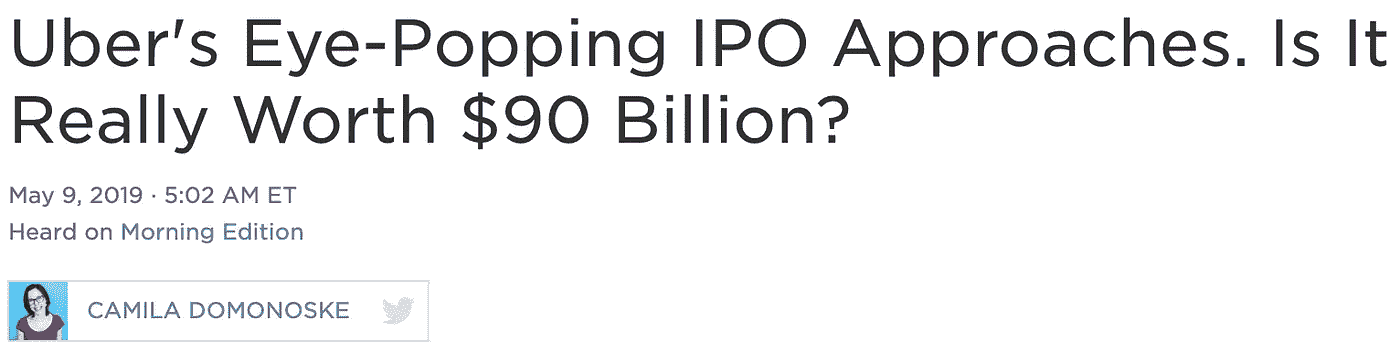 Uber's Eye-Popping IPO Approaches. Is It
Really Worth $90 Billion?
May 9, 2019 · 5:02 AM ET
Heard on Morning Edition
CAMILA DOMONOSKE